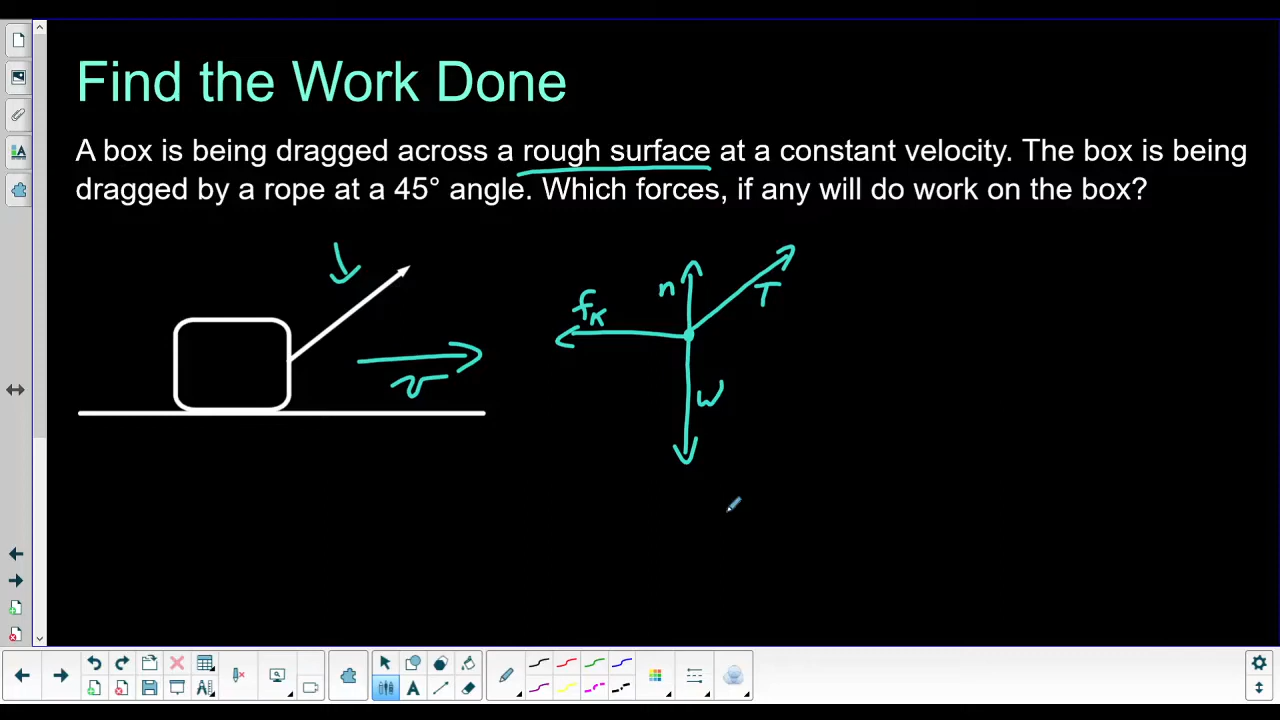 Find the Work Done
A box is being dragged across a rough surface at a constant velocity. The box is being
dragged by a rope at a 45° angle. Which forces, if any will do work on the box?
n
T
fK
v
W